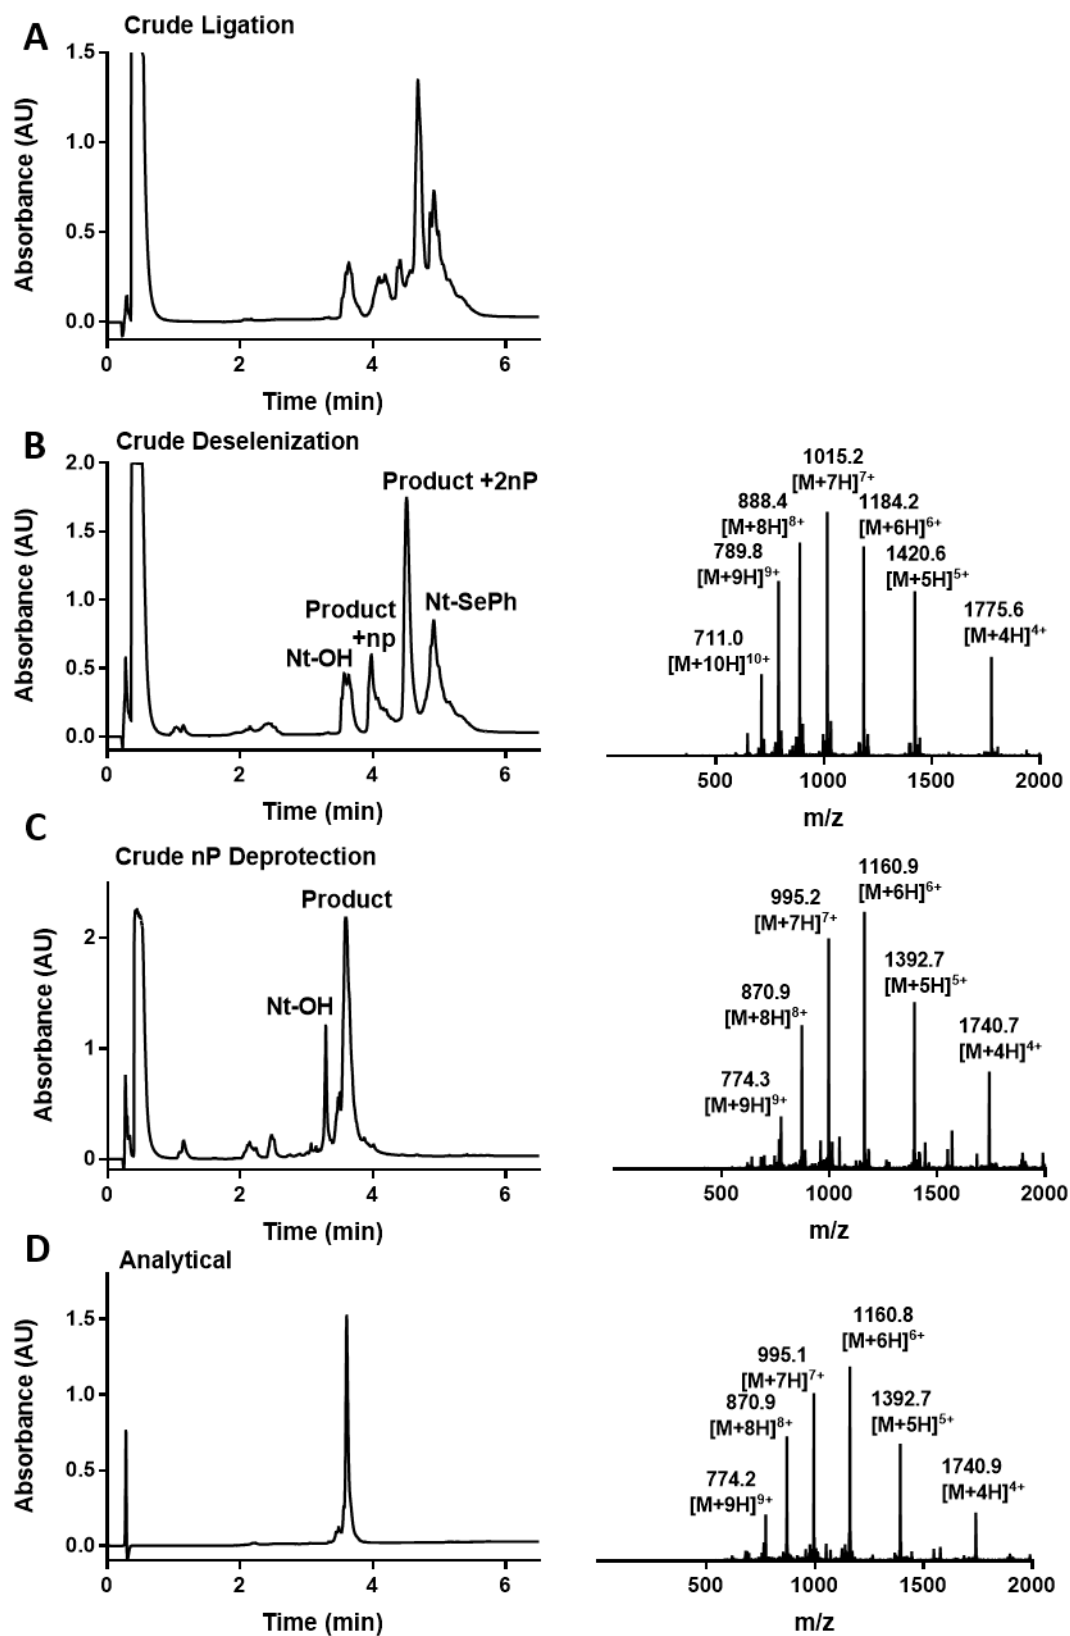 A
Crude Ligation
1.5
1.0
0.5
0.0
Absorbance (AU)
0 2 4 6
Time (min)
B
Crude Deselenization
2.0
1.5
1.0
0.5
0.0
Absorbance (AU)
Product +2nP
Product
+np
Nt-SePh
Nt-OH
0 2 4 6
Time (min)
1015.2
[M+7H]7+
888.4
[M+8H]8+
1184.2
[M+6H]6+
789.8
[M+9H]9+
1420.6
[M+5H]5+
711.0
[M+10H]10+
1775.6
[M+4H]4+
500 1000 1500 2000
m/z
C
Crude nP Deprotection
2
1
0
Absorbance (AU)
Product
Nt-OH
0 2 4 6
Time (min)
1160.9
[M+6H]6+
995.2
[M+7H]7+
1392.7
[M+5H]5+
870.9
[M+8H]8+
1740.7
[M+4H]4+
774.3
[M+9H]9+
500 1000 1500 2000
m/z
D
Analytical
1.5
1.0
0.5
0.0
Absorbance (AU)
0 2 4 6
Time (min)
1160.8
[M+6H]6+
995.1
[M+7H]7+
870.9
[M+8H]8+
1392.7
[M+5H]5+
774.2
[M+9H]9+
1740.9
[M+4H]4+
500 1000 1500 2000
m/z